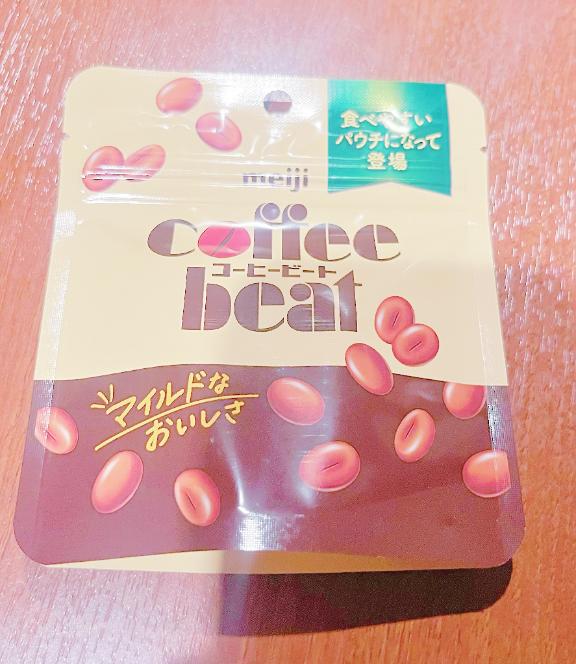 食べやすい
パウチになって
登場
meiji
coffee
コーヒービート
beat
マイルドな
おいしさ